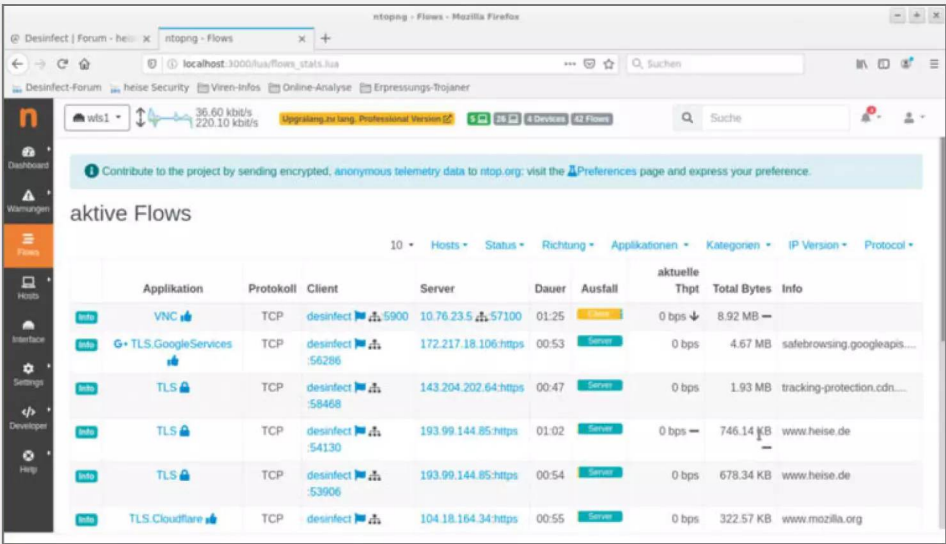 ntopng - Flows - Mozilla Firefox
Desinfect | Forum - heis
ntopng - Flows
localhost:3000/lua/flows_stats.lua
Suchen
Desinfect-Forum heise Security Viren-Infos Online-Analyse Erpressungs-Trojaner
wls1
36.60 kbit/s
220.10 kbit/s
Upgralang.zu lang. Professional Version
5 26 4 Devices 42 Flows
Suche
Dashboard
Warnungen
Flows
Hosts
Interface
Settings
Developer
Help
Contribute to the project by sending encrypted, anonymous telemetry data to ntop.org: visit the Preferences page and express your preference.
aktive Flows
10 Hosts Status Richtung Applikationen Kategorien IP Version Protocol
Applikation Protokoll Client Server Dauer Ausfall aktuelle Thpt Total Bytes Info
Info VNC TCP desinfect :5900 10.76.23.5 :57100 01:25 Client 0 bps 8.92 MB
Info G+ TLS.GoogleServices TCP desinfect :56286 172.217.18.106:https 00:53 Server 0 bps 4.67 MB safebrowsing.googleapis....
Info TLS TCP desinfect :58468 143.204.202.64:https 00:47 Server 0 bps 1.93 MB tracking-protection.cdn....
Info TLS TCP desinfect :54130 193.99.144.85:https 01:02 Server 0 bps 746.14 KB www.heise.de
Info TLS TCP desinfect :53906 193.99.144.85:https 00:54 Server 0 bps 678.34 KB www.heise.de
Info TLS.Cloudflare TCP desinfect 104.18.164.34:https 00:55 Server 0 bps 322.57 KB www.mozilla.org